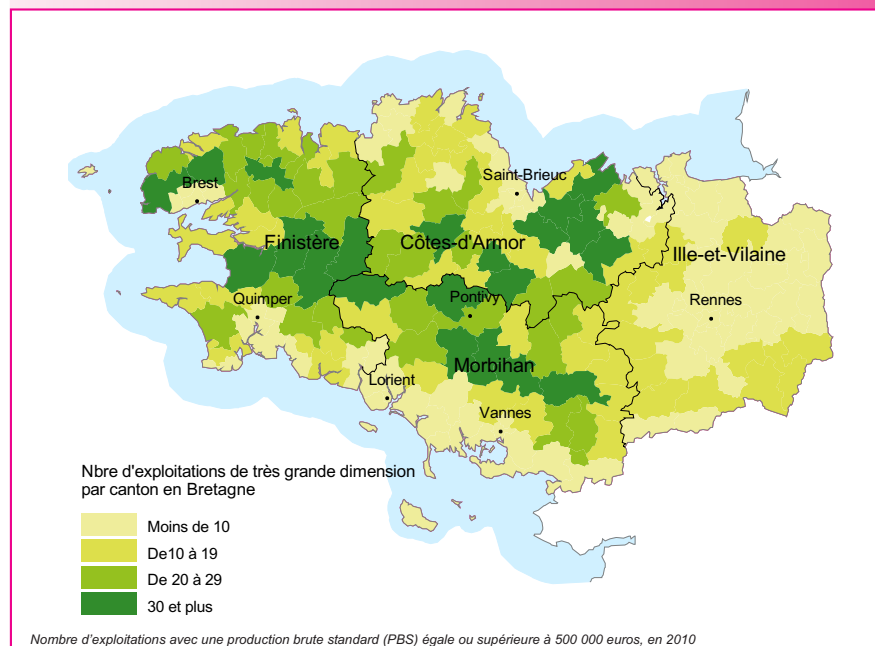 Saint-Brieuc
Brest
Finistère
Côtes-d'Armor
Ille-et-Vilaine
Quimper
Pontivy
Rennes
Morbihan
Lorient
Vannes
Nbre d'exploitations de très grande dimension
par canton en Bretagne
Moins de 10
De10 à 19
De 20 à 29
30 et plus
Nombre d'exploitations avec une production brute standard (PBS) égale ou supérieure à 500 000 euros, en 2010